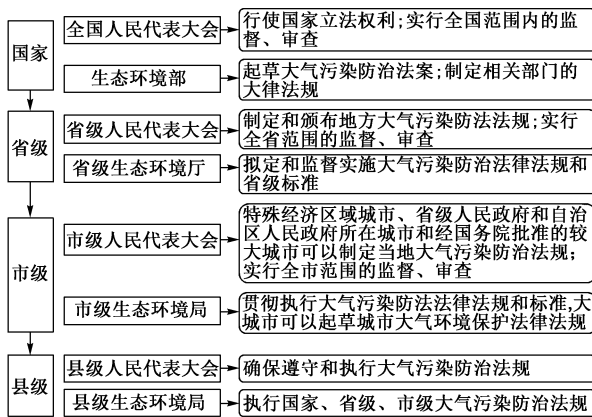 国家
全国人民代表大会
行使国家立法权利;实行全国范围内的监
督、审查
生态环境部
起草大气污染防治法案;制定相关部门的
大律法规
省级
省级人民代表大会
制定和颁布地方大气污染防法法规;实行
全省范围的监督、审查
省级生态环境厅
拟定和监督实施大气污染防治法律法规和
省级标准
市级
市级人民代表大会
特殊经济区域城市、省级人民政府和自治
区人民政府所在城市和经国务院批准的较
大城市可以制定当地大气污染防治法规;
实行全市范围的监督、审查
市级生态环境局
贯彻执行大气污染防法法律法规和标准,大
城市可以起草城市大气环境保护法律法规
县级
县级人民代表大会
确保遵守和执行大气污染防治法规
县级生态环境局
执行国家、省级、市级大气污染防治法规